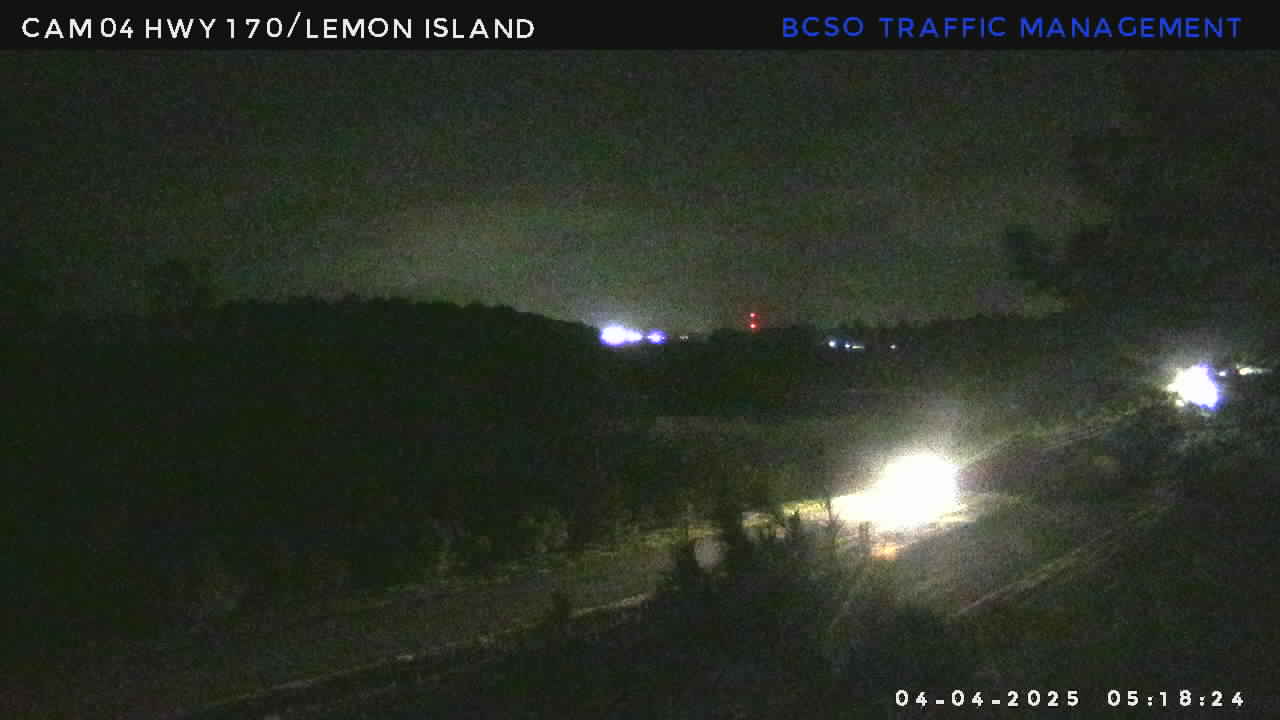 CAM04 HWY 170/LEMON ISLAND
BCSO TRAFFIC MANAGEMENT
04-04-2025 05:18:24